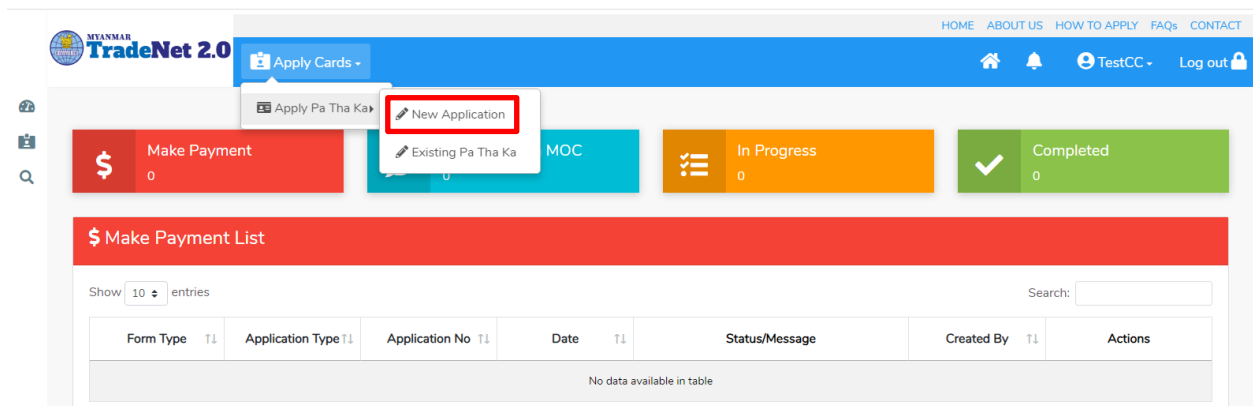 HOME ABOUT US HOW TO APPLY FAQs CONTACT
MYANMAR
TradeNet 2.0
Apply Cards
TestCC
Log out
Apply Pa Tha Ka
New Application
Existing Pa Tha Ka
Make Payment
0
MOC
0
In Progress
0
Completed
0
$ Make Payment List
Show 10 entries
Search:
Form Type Application Type Application No Date Status/Message Created By Actions
No data available in table